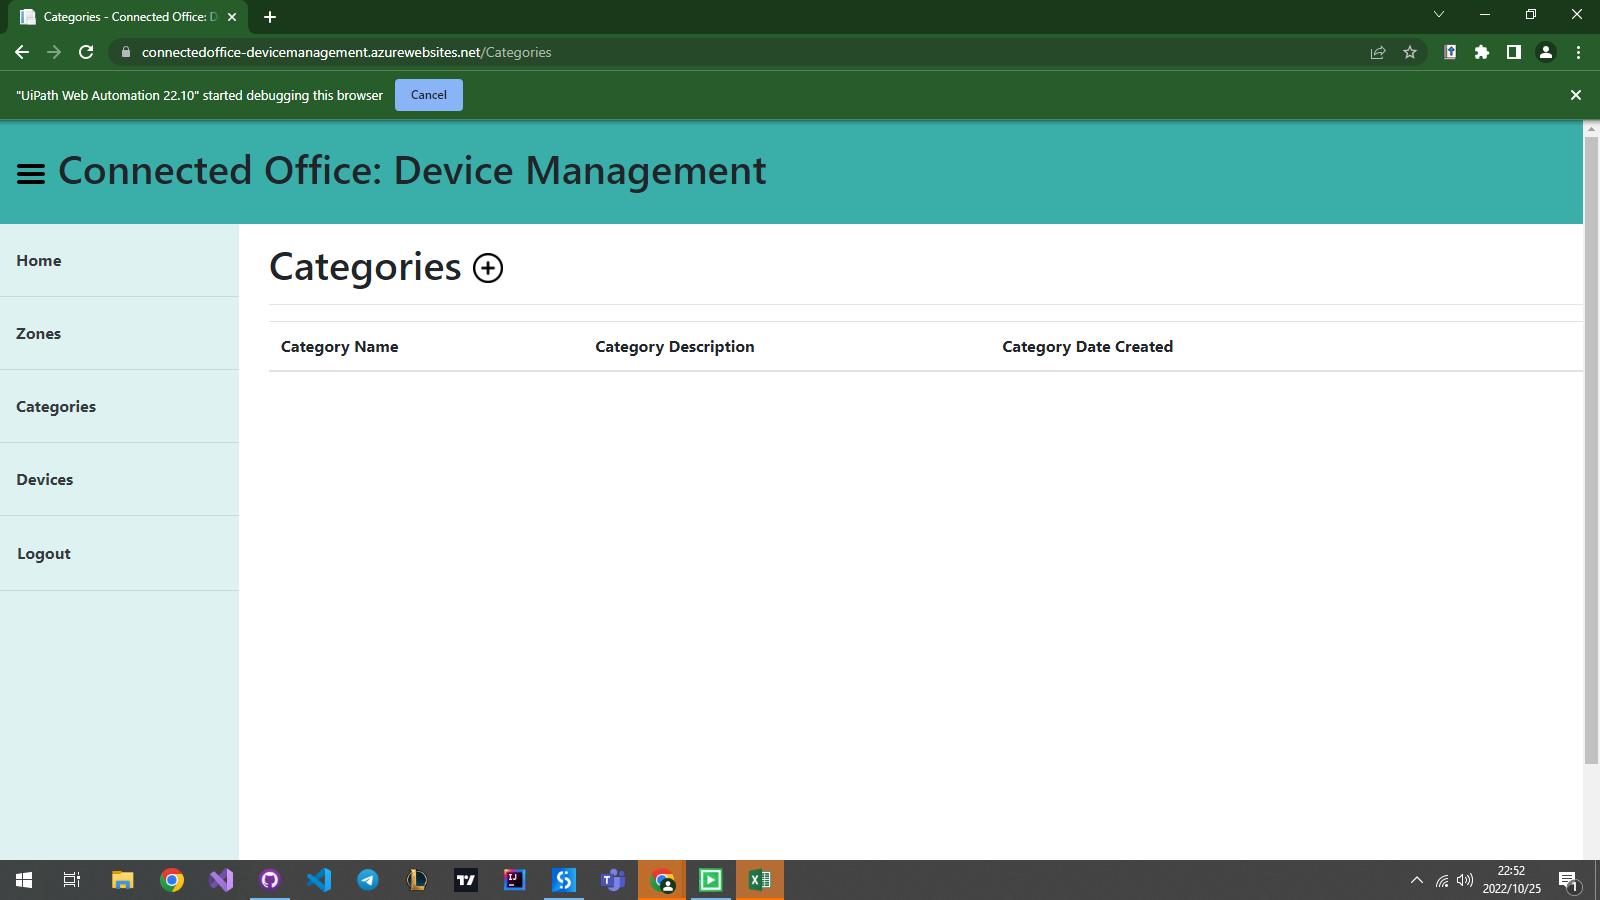 Categories - Connected Office: D
connectedoffice-devicemanagement.azurewebsites.net/Categories
"UiPath Web Automation 22.10" started debugging this browser
Cancel
Connected Office: Device Management
Home
Zones
Categories
Devices
Logout
Categories
Category Name Category Description Category Date Created
22:52
2022/10/25
1